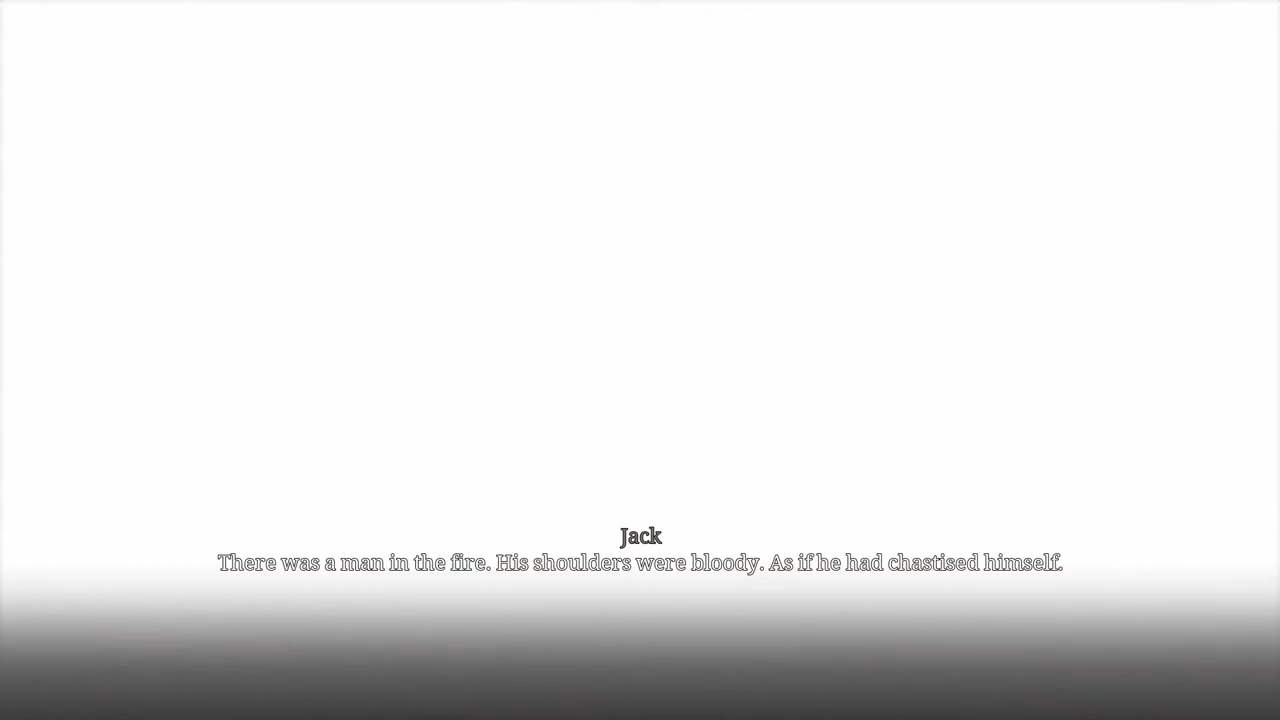 Jack
There was a man in the fire. His shoulders were bloody. As if he had chastised himself.